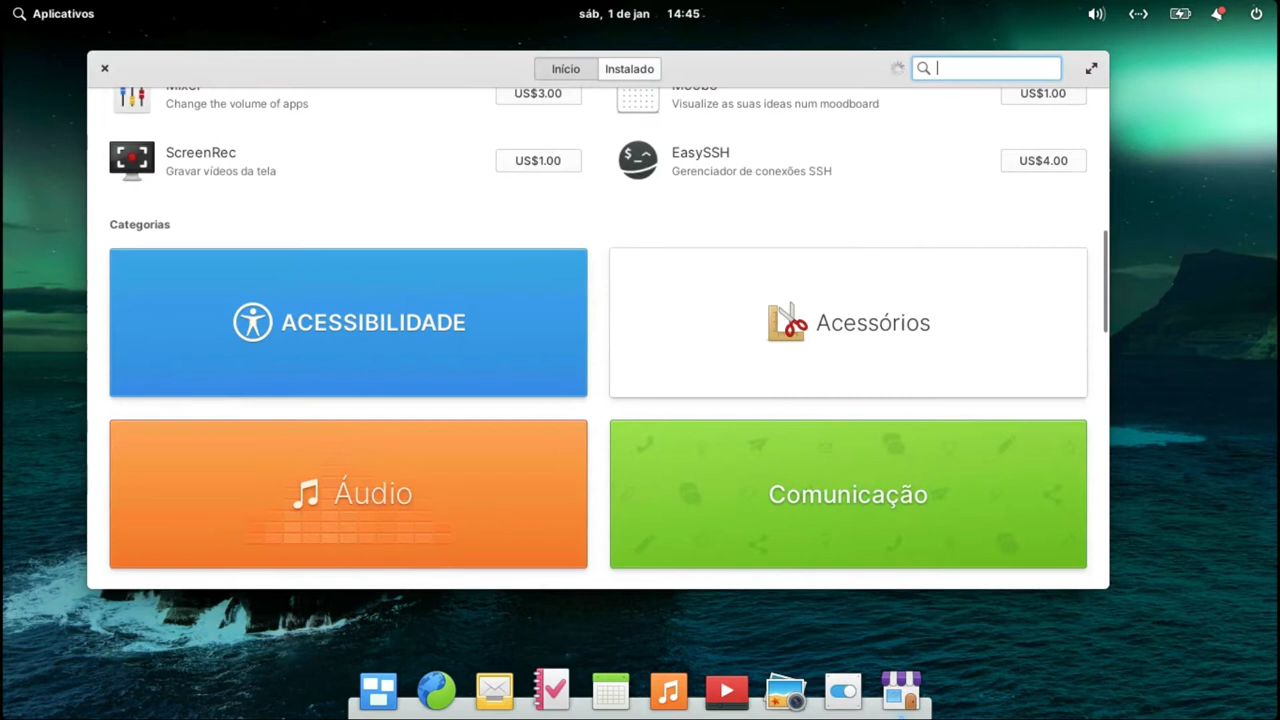 Aplicativos
sáb, 1 de jan 14:45
Início
Instalado
Change the volume of apps
US$3.00
Visualize as suas ideas num moodboard
US$1.00
ScreenRec
Gravar vídeos da tela
US$1.00
EasySSH
Gerenciador de conexões SSH
US$4.00
Categorias
ACESSIBILIDADE
Acessórios
Áudio
Comunicação